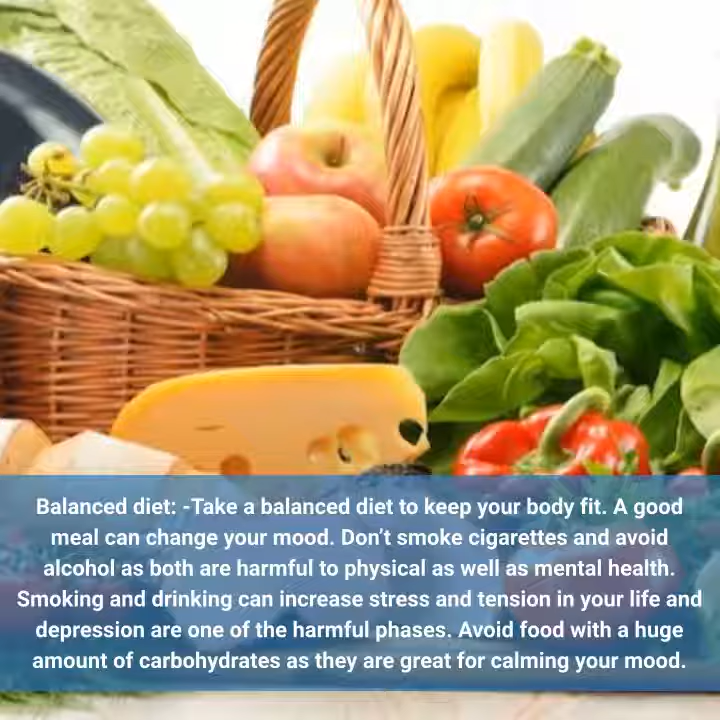 Balanced diet: -Take a balanced diet to keep your body fit. A good
meal can change your mood. Don't smoke cigarettes and avoid
alcohol as both are harmful to physical as well as mental health.
Smoking and drinking can increase stress and tension in your life and
depression are one of the harmful phases. Avoid food with a huge
amount of carbohydrates as they are great for calming your mood.